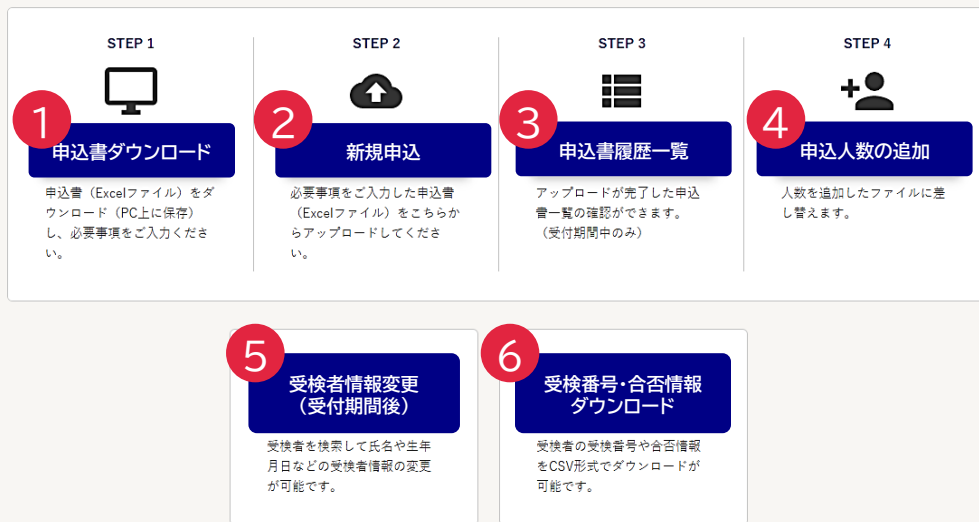 STEP 1
1
申込書ダウンロード
申込書（Excelファイル）をダ
ウンロード（PC上に保存）
し、必要事項をご入力くださ
い。
STEP 2
2
新規申込
必要事項をご入力した申込書
（Excelファイル）をこちらか
らアップロードしてくださ
い。
STEP 3
3
申込書履歴一覧
アップロードが完了した申込
書一覧の確認ができます。
（受付期間中のみ）
STEP 4
4
申込人数の追加
人数を追加したファイルに差
し替えます。
5
受検者情報変更
（受付期間後）
受検者を検索して氏名や生年
月日などの受検者情報の変更
が可能です。
6
受検番号・合否情報
ダウンロード
受検者の受検番号や合否情報
をCSV形式でダウンロードが
可能です。